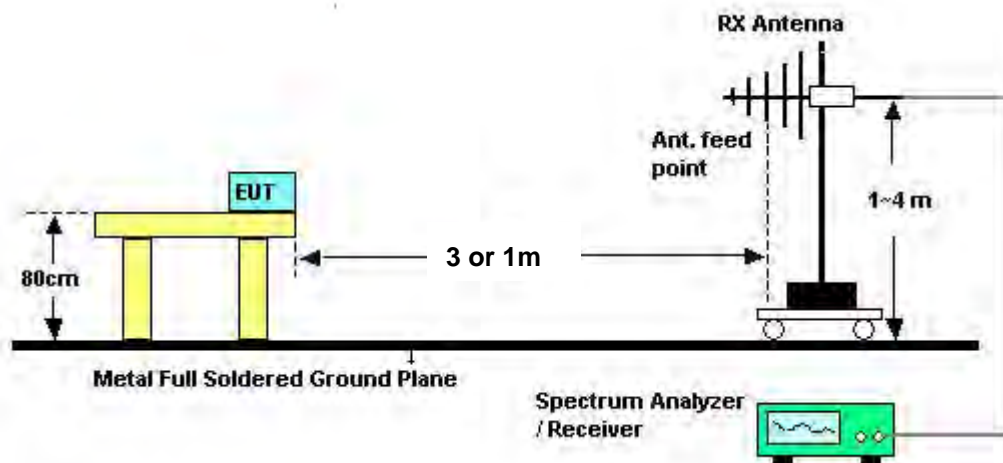 RX Antenna
Ant. feed
point
EUT
1~4 m
3 or 1m
80cm
Metal Full Soldered Ground Plane
Spectrum Analyzer
/ Receiver